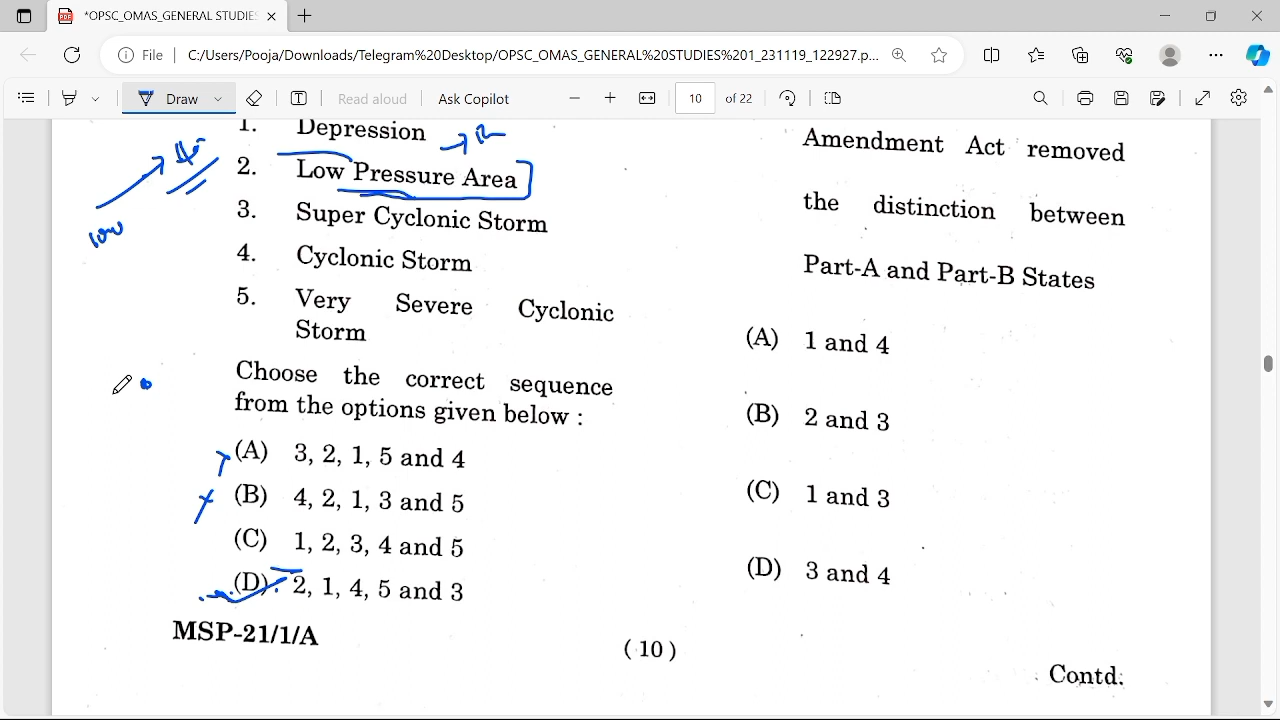 *OPSC_OMAS_GENERAL STUDIES
File
C:/Users/Pooja/Downloads/Telegram%20Desktop/OPSC_OMAS_GENERAL%20STUDIES%201_231119_122927.p...
Draw
Read aloud
Ask Copilot
10 of 22
1. Depression
2. Low Pressure Area
3. Super Cyclonic Storm
4. Cyclonic Storm
5. Very Severe Cyclonic
Storm
low
Choose the correct sequence
from the options given below :
(A) 3, 2, 1, 5 and 4
(B) 4, 2, 1, 3 and 5
(C) 1, 2, 3, 4 and 5
(D) 2, 1, 4, 5 and 3
MSP-21/1/A
Amendment Act removed
the distinction between
Part-A and Part-B States
(A) 1 and 4
(B) 2 and 3
(C) 1 and 3
(D) 3 and 4
( 10 )
Contd.